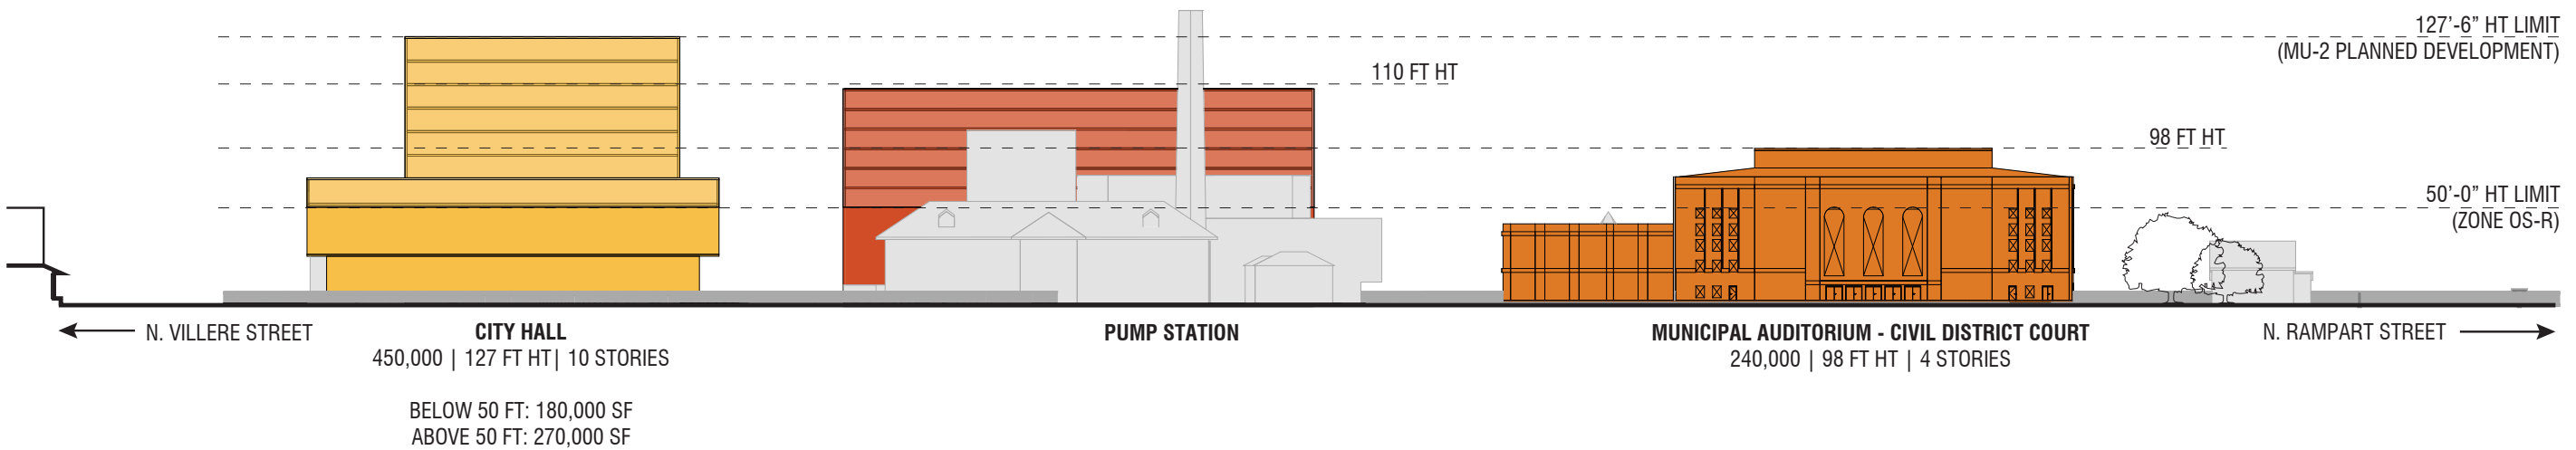 127’-6” HT LIMIT
(MU-2 PLANNED DEVELOPMENT)
110 FT HT
98 FT HT
50’-0” HT LIMIT
(ZONE OS-R)
N. VILLERE STREET
CITY HALL
450,000 | 127 FT HT| 10 STORIES
BELOW 50 FT: 180,000 SF
ABOVE 50 FT: 270,000 SF
PUMP STATION
MUNICIPAL AUDITORIUM - CIVIL DISTRICT COURT
240,000 | 98 FT HT | 4 STORIES
N. RAMPART STREET